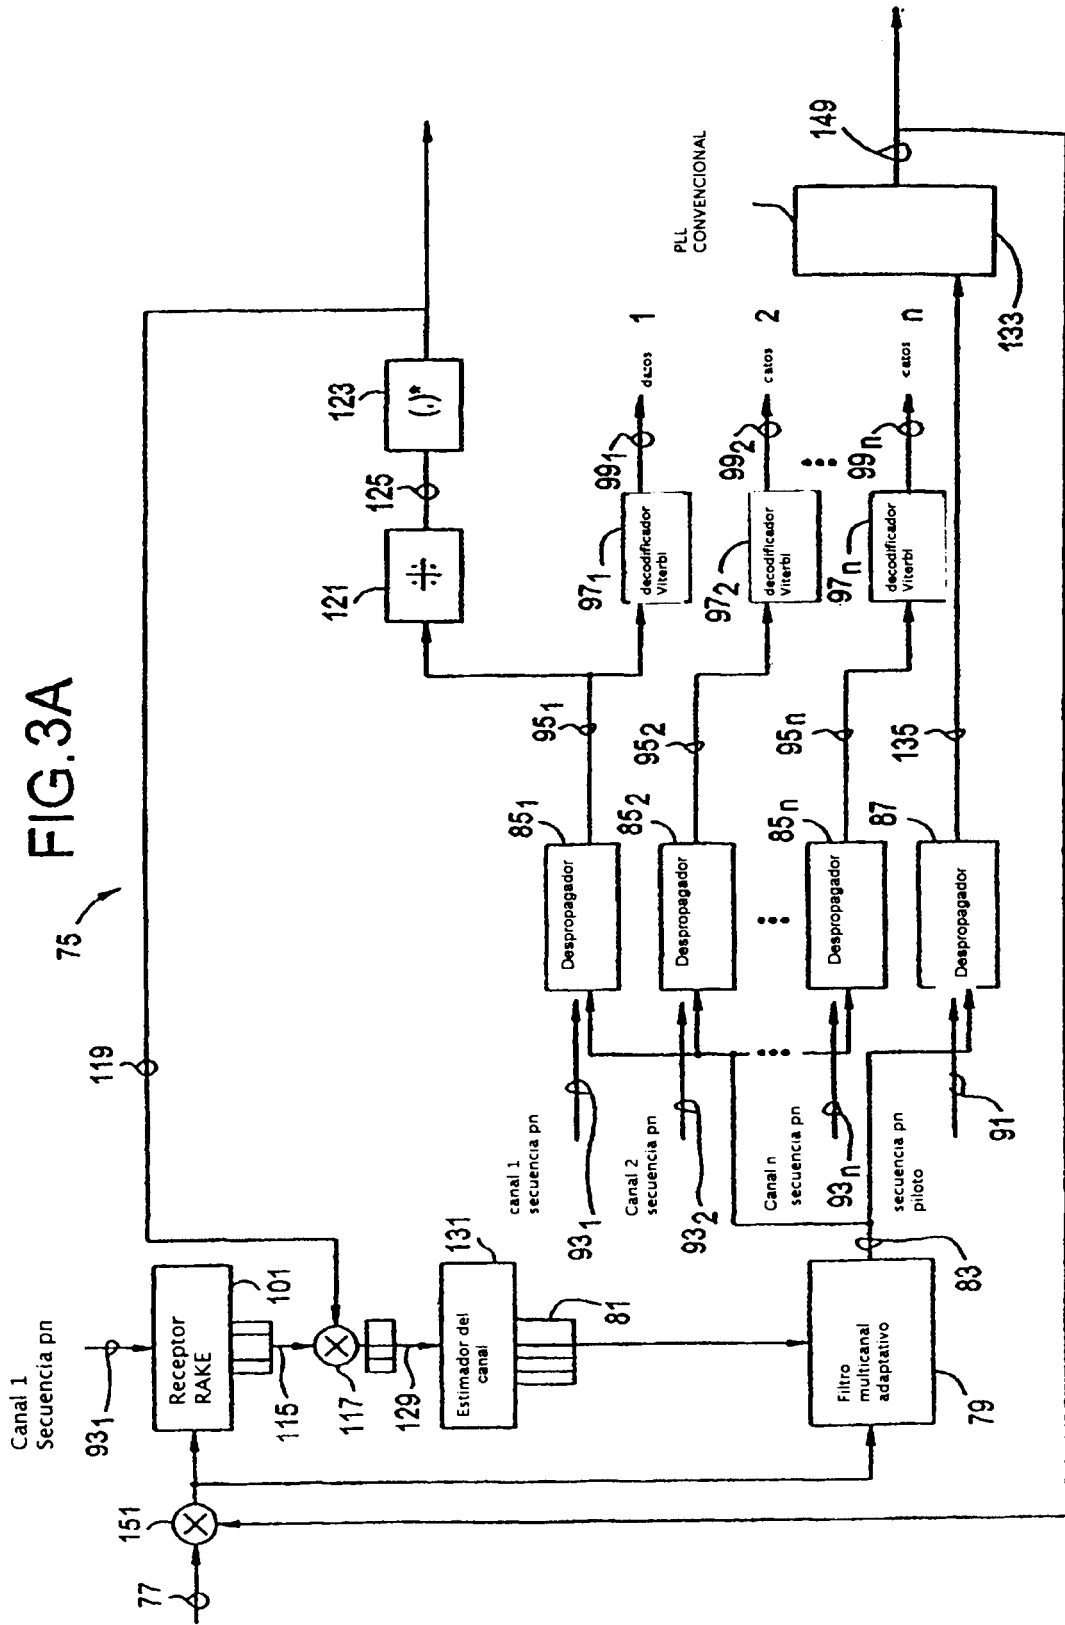 FIG.3A
75
119
121
125
123
Canal 1
Secuencia pn
93₁
Receptor
RAKE
101
115
117
129
131
Estimador del
canal
81
151
77
Filtro
multicanal
adaptativo
79
83
canal 1
secuencia pn
93₁
Despropagador
85₁
95₁
decodificador
Viterbi
97₁
99₁
datos 1
Canal 2
secuencia pn
93₂
Despropagador
85₂
95₂
decodificador
Viterbi
97₂
99₂
catos 2
Canal n
secuencia pn
93n
Despropagador
85n
95n
decodificador
Viterbi
97n
99n
catos n
secuencia pn
piloto
91
Despropagador
87
135
PLL
CONVENCIONAL
133
149
(.)*